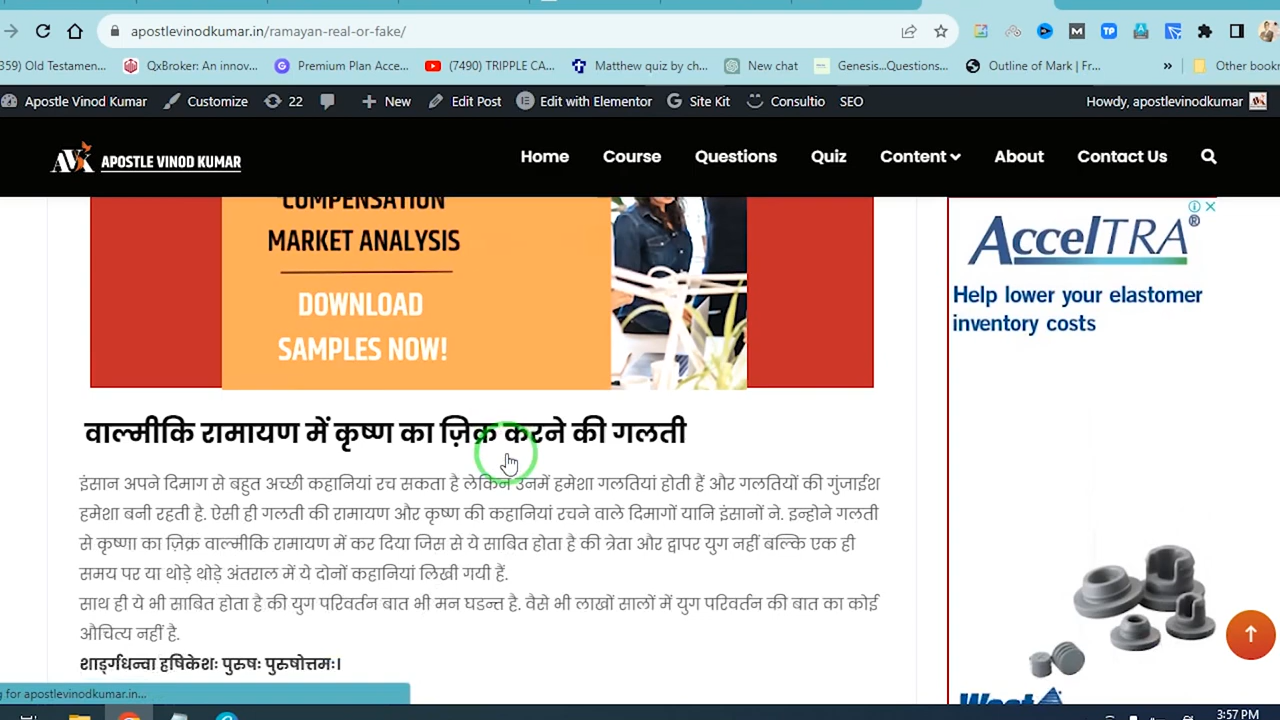 apostlevinodkumar.in/ramayan-real-or-fake/
359) Old Testamen...
QxBroker: An innov...
Premium Plan Acce...
(7490) TRIPPLE CA...
Matthew quiz by ch...
New chat
Genesis...Questions...
Outline of Mark | Fr...
»
Other bookr
Apostle Vinod Kumar
Customize
22
New
Edit Post
Edit with Elementor
Site Kit
Consultio
SEO
Howdy, apostlevinodkumar
AVK APOSTLE VINOD KUMAR
Home
Course
Questions
Quiz
Content
About
Contact Us
COMPENSATION
MARKET ANALYSIS
DOWNLOAD
SAMPLES NOW!
AccelTRA®
Help lower your elastomer
inventory costs
वाल्मीकि रामायण में कृष्ण का ज़िक्र करने की गलती
इंसान अपने दिमाग से बहुत अच्छी कहानियां रच सकता है लेकिन उनमें हमेशा गलतियां होती हैं और गलतियों की गुंजाईश
हमेशा बनी रहती है. ऐसी ही गलती की रामायण और कृष्ण की कहानियां रचने वाले दिमागों यानि इंसानों ने. इन्होने गलती
से कृष्णा का ज़िक्र वाल्मीकि रामायण में कर दिया जिस से ये साबित होता है की त्रेता और द्वापर युग नहीं बल्कि एक ही
समय पर या थोड़े थोड़े अंतराल में ये दोनों कहानियां लिखी गयी हैं.
साथ ही ये भी साबित होता है की युग परिवर्तन बात भी मन घडन्त है. वैसे भी लाखों सालों में युग परिवर्तन की बात का कोई
औचित्य नहीं है.
शाङ्र्गधन्वा हृषिकेशः पुरुषः पुरुषोत्तमः।
West
g for apostlevinodkumar.in...
3:57 PM